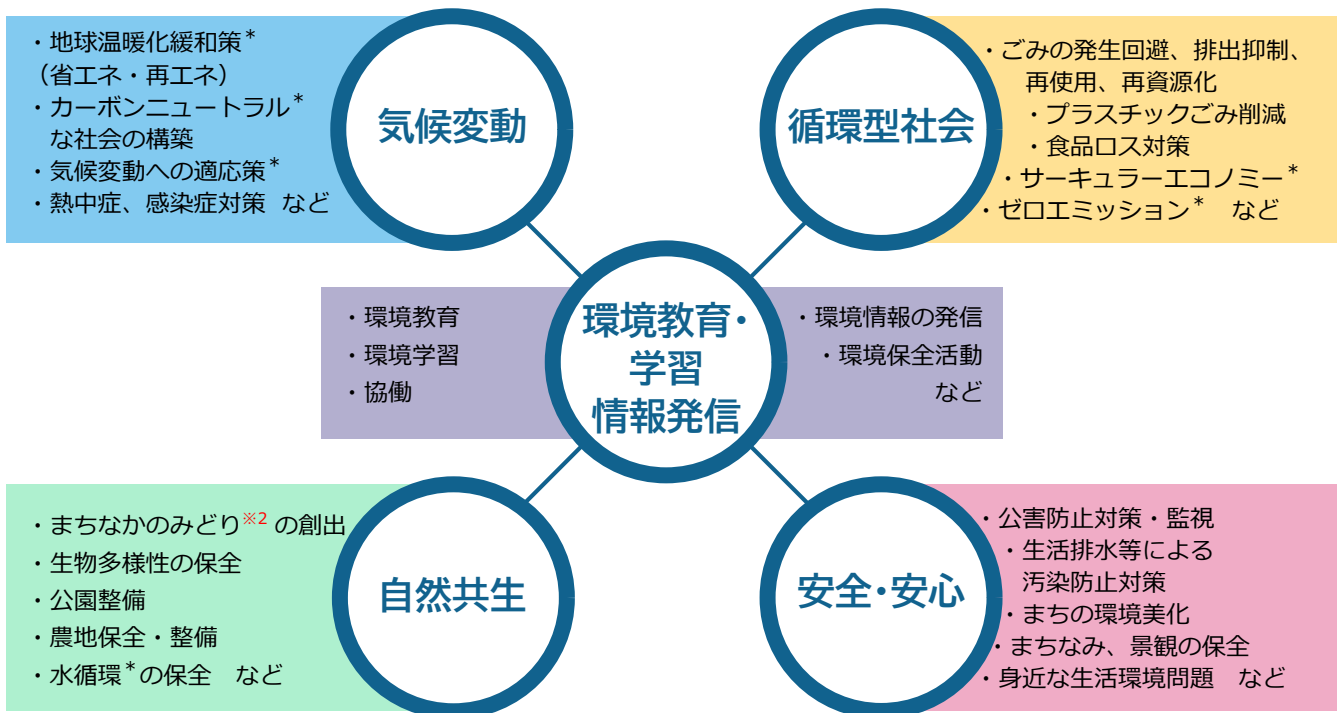 ・地球温暖化緩和策*
（省エネ・再エネ）
・カーボンニュートラル*
な社会の構築
・気候変動への適応策*
・熱中症、感染症対策 など
気候変動
循環型社会
・ごみの発生回避、排出抑制、
再使用、再資源化
・プラスチックごみ削減
・食品ロス対策
・サーキュラーエコノミー*
・ゼロエミッション* など
・環境教育
・環境学習
・協働
環境教育・
学習
情報発信
・環境情報の発信
・環境保全活動
など
・まちなかのみどり※2 の創出
・生物多様性の保全
・公園整備
・農地保全・整備
・水循環*の保全 など
自然共生
安全・安心
・公害防止対策・監視
・生活排水等による
汚染防止対策
・まちの環境美化
・まちなみ、景観の保全
・身近な生活環境問題 など